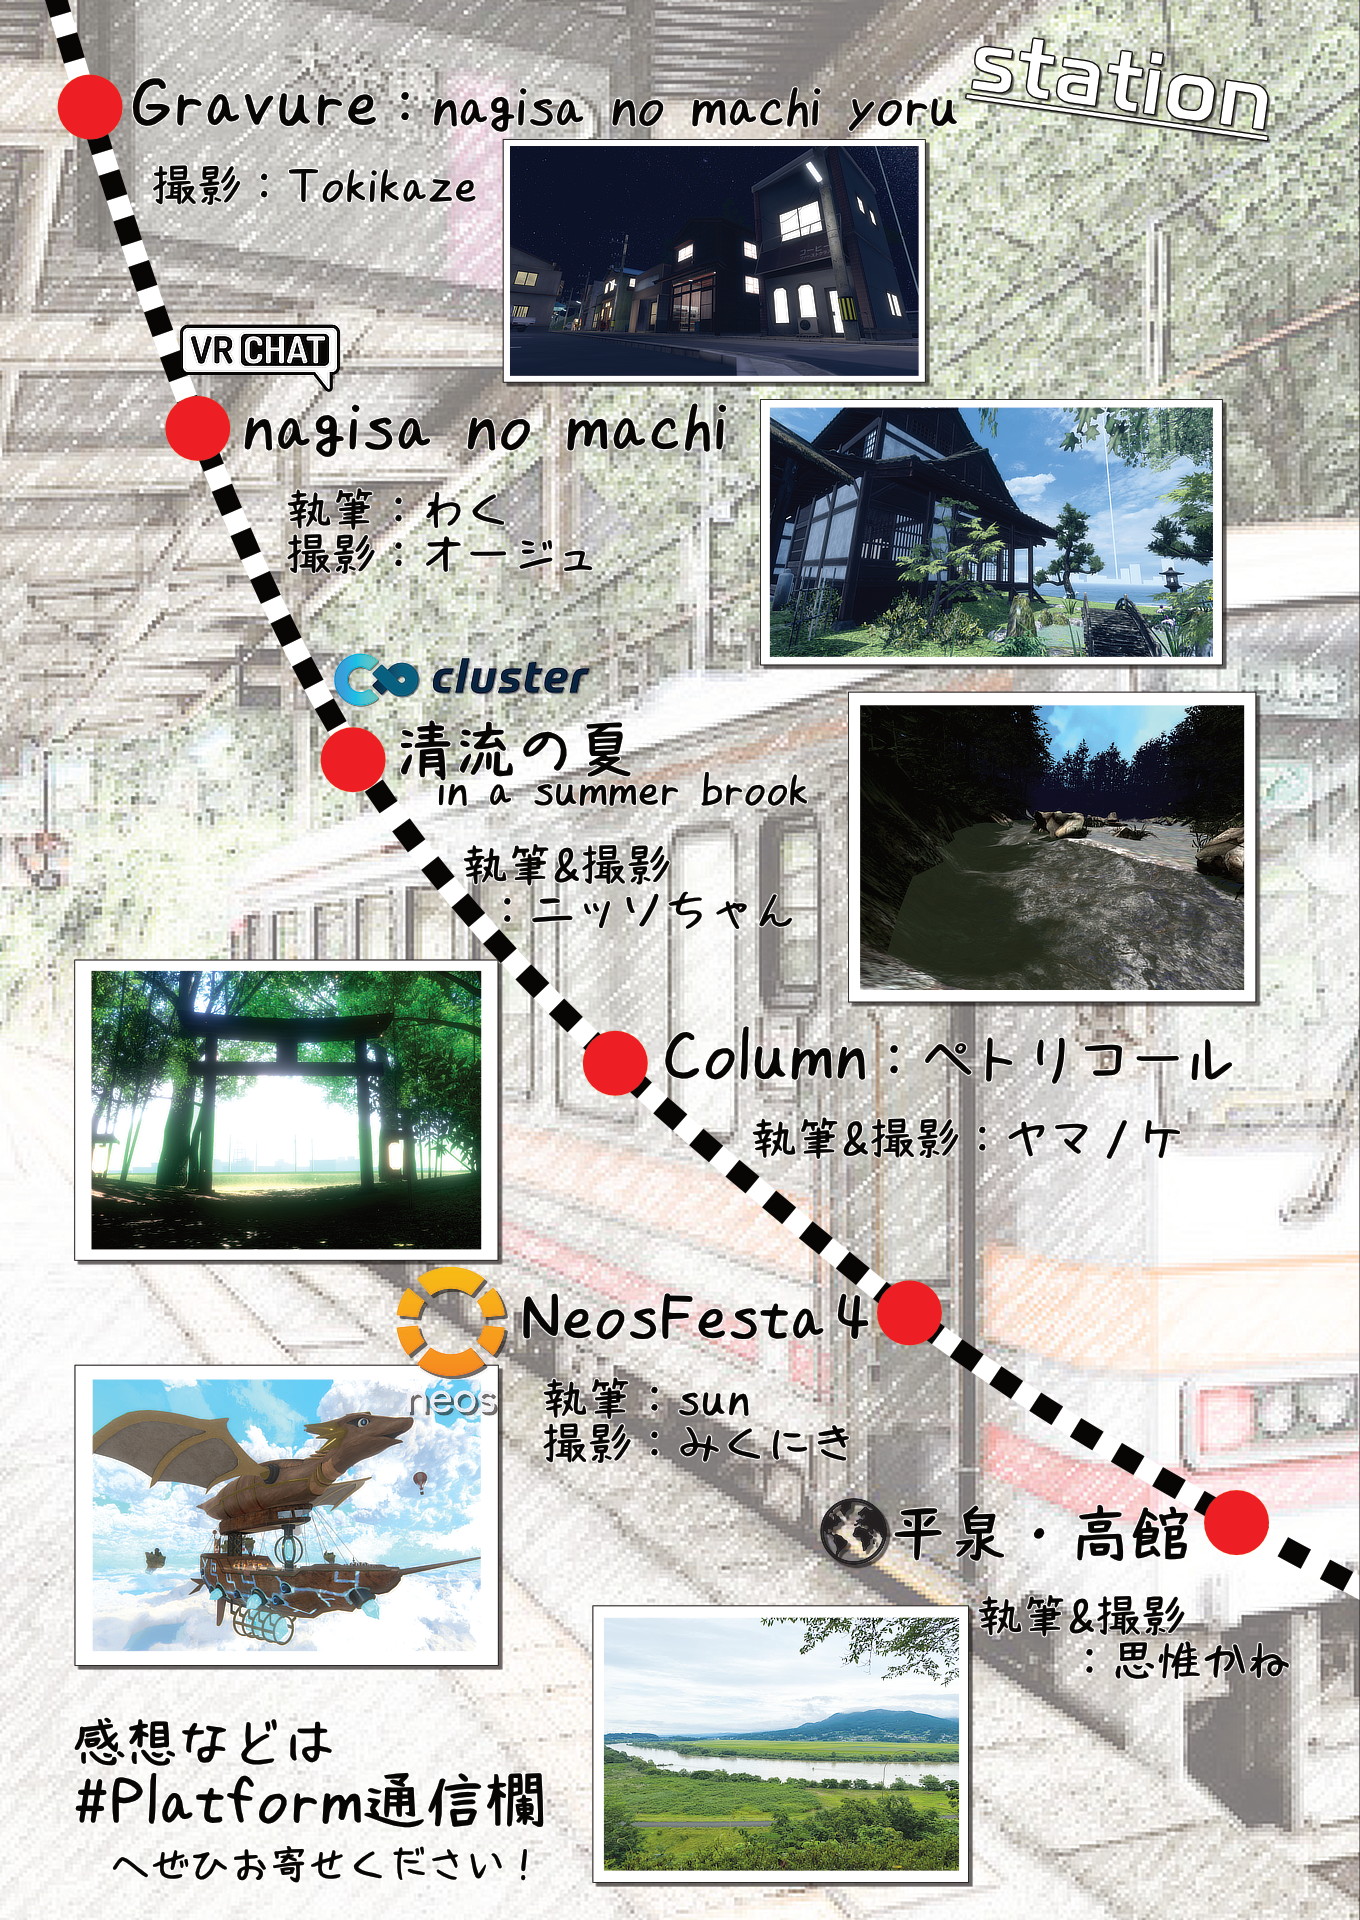 station
Gravure：nagisa no machi yoru
撮影：Tokikaze
VRCHAT
nagisa no machi
執筆：わく
撮影：オージュ
cluster
清流の夏
in a summer brook
執筆&撮影
：ニッソちゃん
Column：ペトリコール
執筆&撮影：ヤマノケ
NeosFesta4
neos
執筆：sun
撮影：みくにき
平泉・高館
執筆&撮影
：思惟かね
感想などは
#Platform通信欄
へぜひお寄せください！